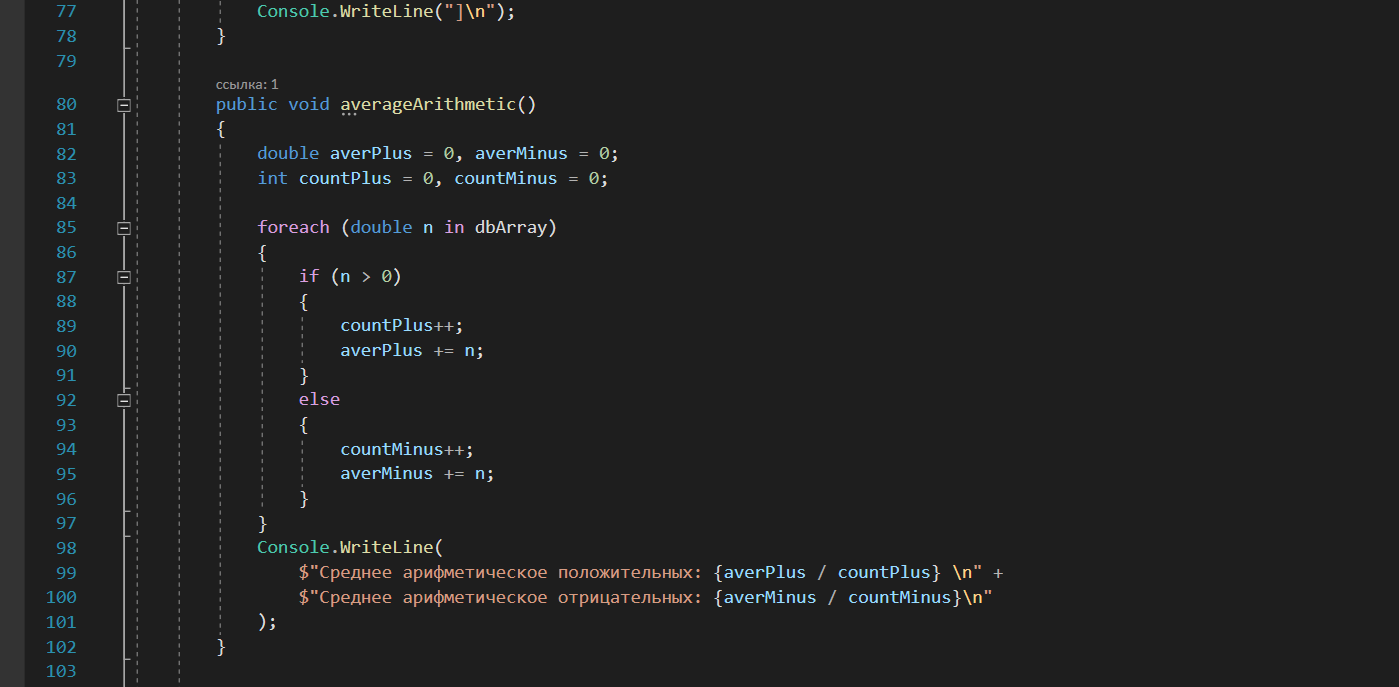 77 Console.WriteLine("]\n");
78 }
79
ссылка: 1
80 public void averageArithmetic()
81 {
82 double averPlus = 0, averMinus = 0;
83 int countPlus = 0, countMinus = 0;
84
85 foreach (double n in dbArray)
86 {
87 if (n > 0)
88 {
89 countPlus++;
90 averPlus += n;
91 }
92 else
93 {
94 countMinus++;
95 averMinus += n;
96 }
97 }
98 Console.WriteLine(
99 $"Среднее арифметическое положительных: {averPlus / countPlus} \n" +
100 $"Среднее арифметическое отрицательных: {averMinus / countMinus}\n"
101 );
102 }
103